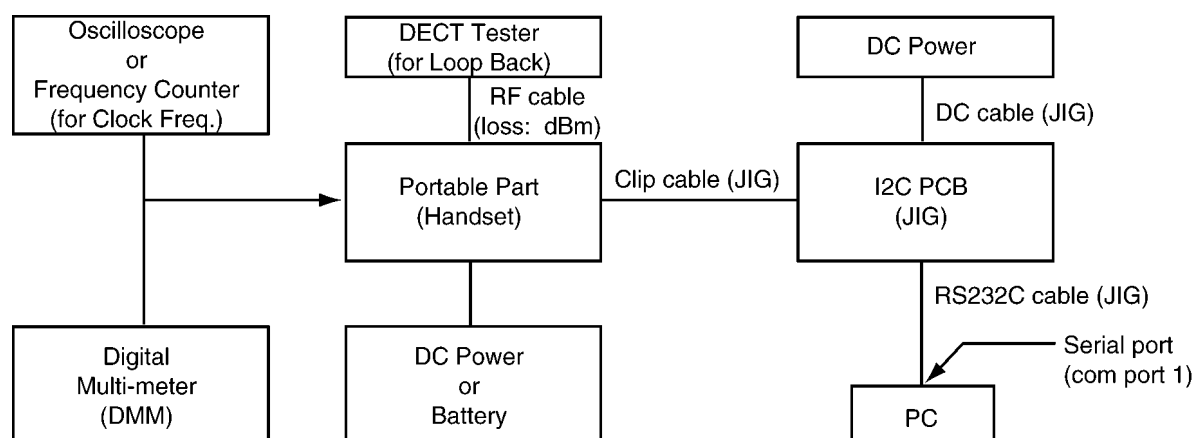 Oscilloscope
or
Frequency Counter
(for Clock Freq.)
DECT Tester
(for Loop Back)
RF cable
(loss: dBm)
DC Power
DC cable (JIG)
Portable Part
(Handset)
Clip cable (JIG)
I2C PCB
(JIG)
RS232C cable (JIG)
Digital
Multi-meter
(DMM)
DC Power
or
Battery
Serial port
(com port 1)
PC